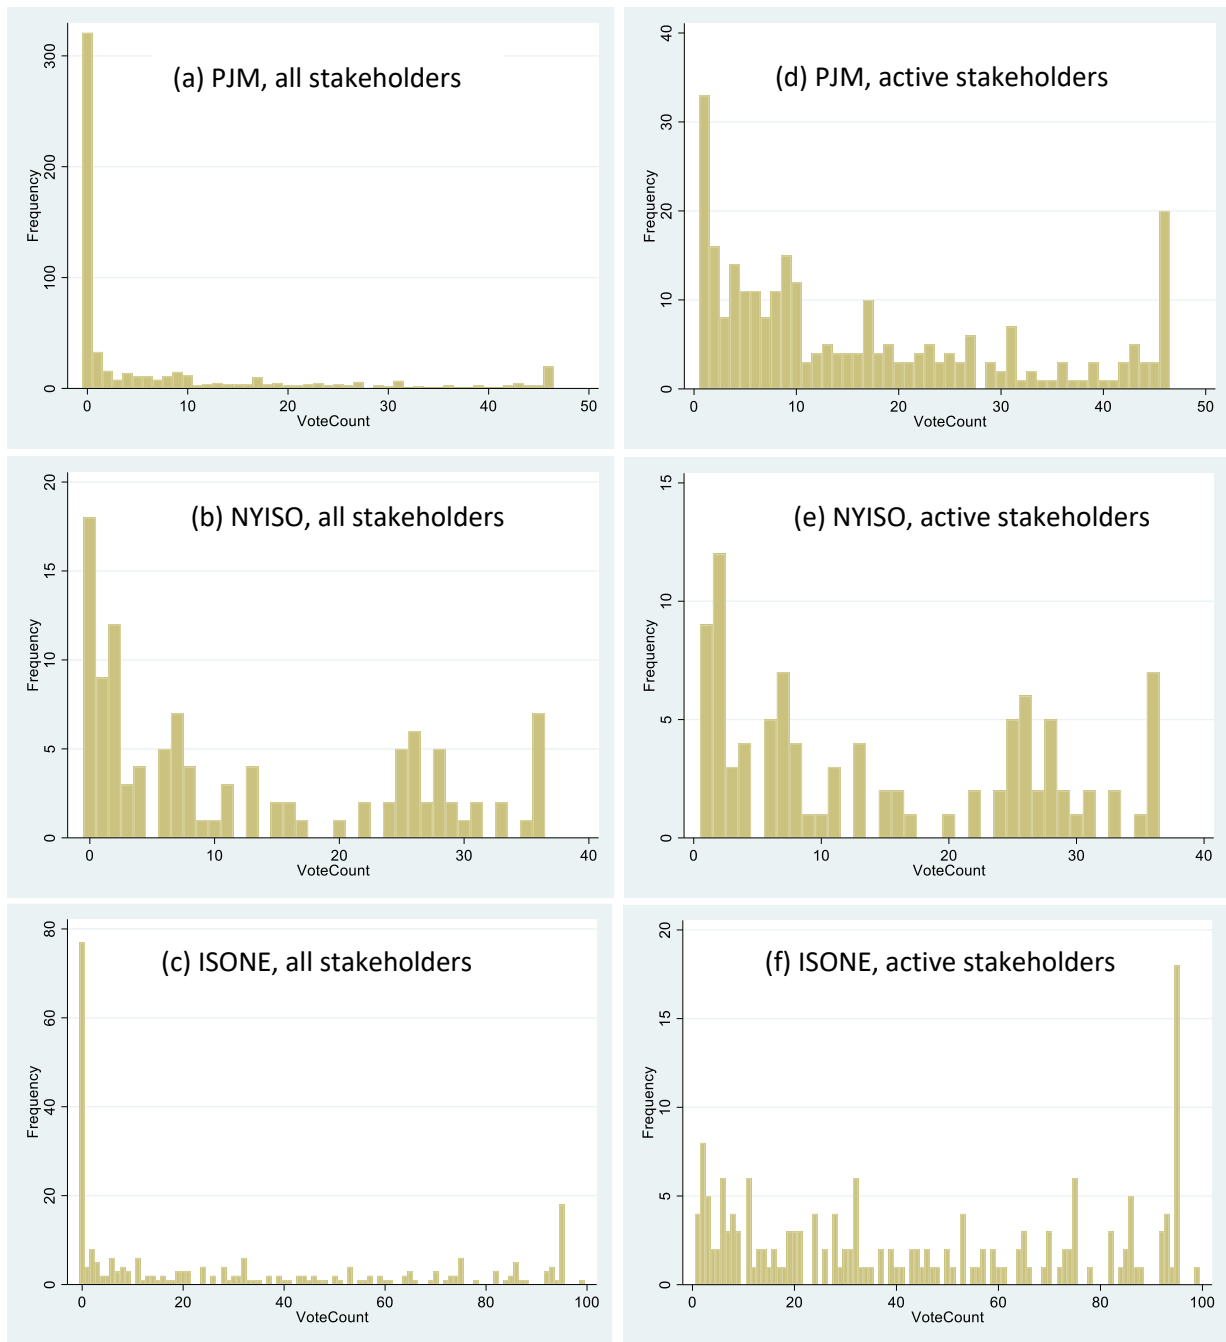 (a) PJM, all stakeholders
Frequency
300
200
100
0
0 10 20 30 40 50
VoteCount
(d) PJM, active stakeholders
Frequency
40
30
20
10
0
0 10 20 30 40 50
VoteCount
(b) NYISO, all stakeholders
Frequency
20
15
10
5
0
0 10 20 30 40
VoteCount
(e) NYISO, active stakeholders
Frequency
15
10
5
0
0 10 20 30 40
VoteCount
(c) ISONE, all stakeholders
Frequency
80
60
40
20
0
0 20 40 60 80 100
VoteCount
(f) ISONE, active stakeholders
Frequency
20
15
10
5
0
0 20 40 60 80 100
VoteCount